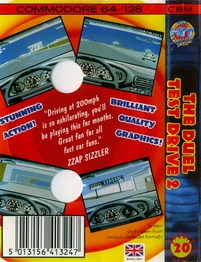 COMMODORE 64/128
CBM
STUNNING
ACTION!
"Driving at 200mph
is so exhilarating, you'll
be playing this for months.
Great fun for all
fast car fans."
ZZAP SIZZLER
BRILLIANT
QUALITY
GRAPHICS!
THE DUEL
TEST DRIVE 2
20
5 013156 413247